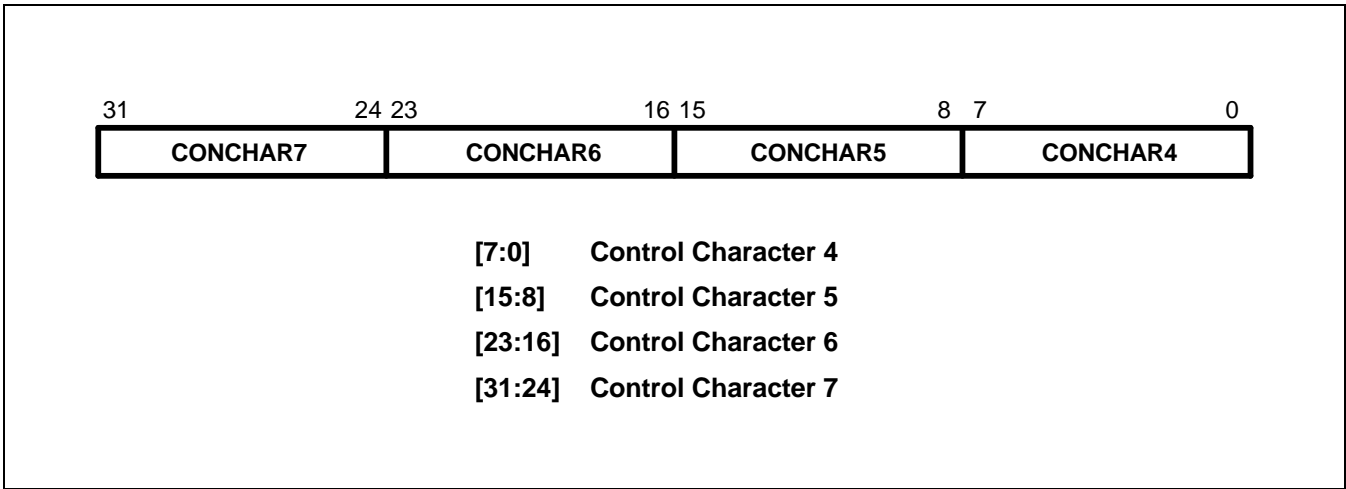 31 24 23 16 15 8 7 0
CONCHAR7 CONCHAR6 CONCHAR5 CONCHAR4
[7:0] Control Character 4
[15:8] Control Character 5
[23:16] Control Character 6
[31:24] Control Character 7